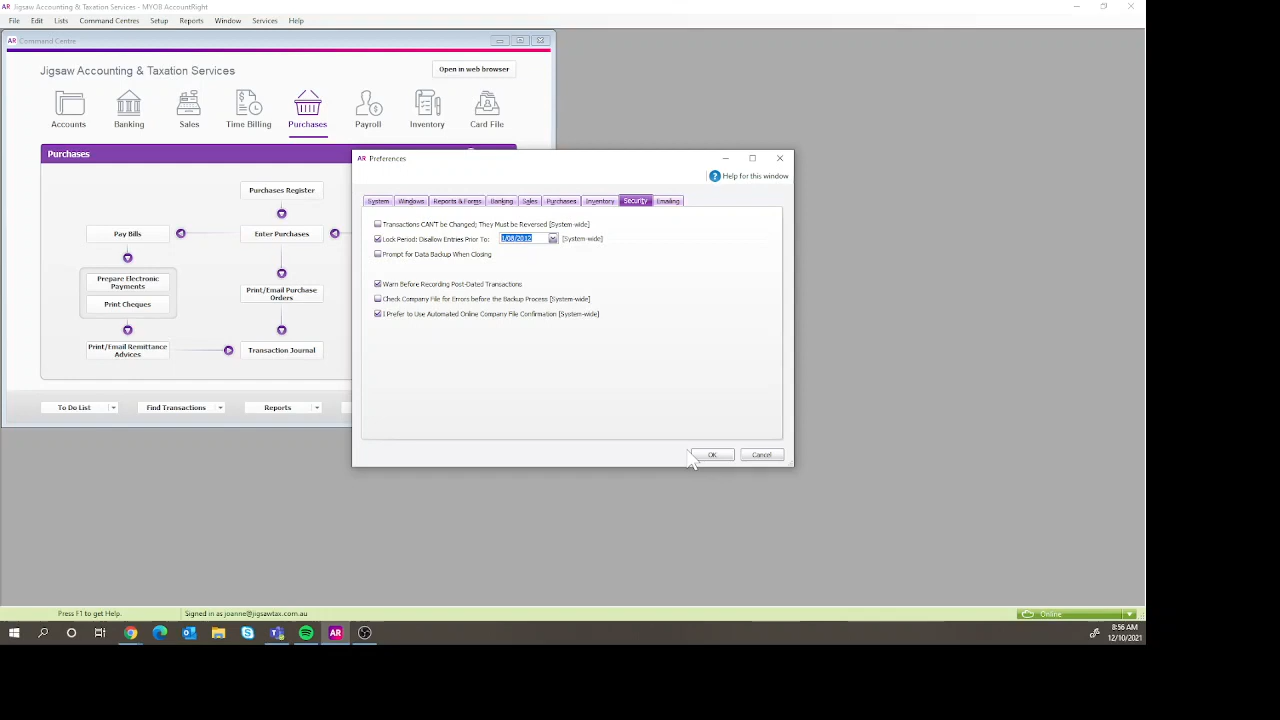 AR Jigsaw Accounting & Taxation Services - MYOB AccountRight
File Edit Lists Command Centres Setup Reports Window Services Help
AR Command Centre
Jigsaw Accounting & Taxation Services
Open in web browser
Accounts Banking Sales Time Billing Purchases Payroll Inventory Card File
Purchases
Purchases Register
Pay Bills
Enter Purchases
Prepare Electronic
Payments
Print Cheques
Print/Email Purchase
Orders
Print/Email Remittance
Advices
Transaction Journal
To Do List
Find Transactions
Reports
AR Preferences
? Help for this window
System Windows Reports & Forms Banking Sales Purchases Inventory Security Emailing
Transactions CAN'T be Changed; They Must be Reversed [System-wide]
Lock Period: Disallow Entries Prior To: 1/08/2012 [System-wide]
Prompt for Data Backup When Closing
Warn Before Recording Post-Dated Transactions
Check Company File for Errors before the Backup Process [System-wide]
I Prefer to Use Automated Online Company File Confirmation [System-wide]
OK Cancel
Press F1 to get Help. Signed in as joanne@jigsawtax.com.au
Online
AR
8:56 AM
12/10/2021